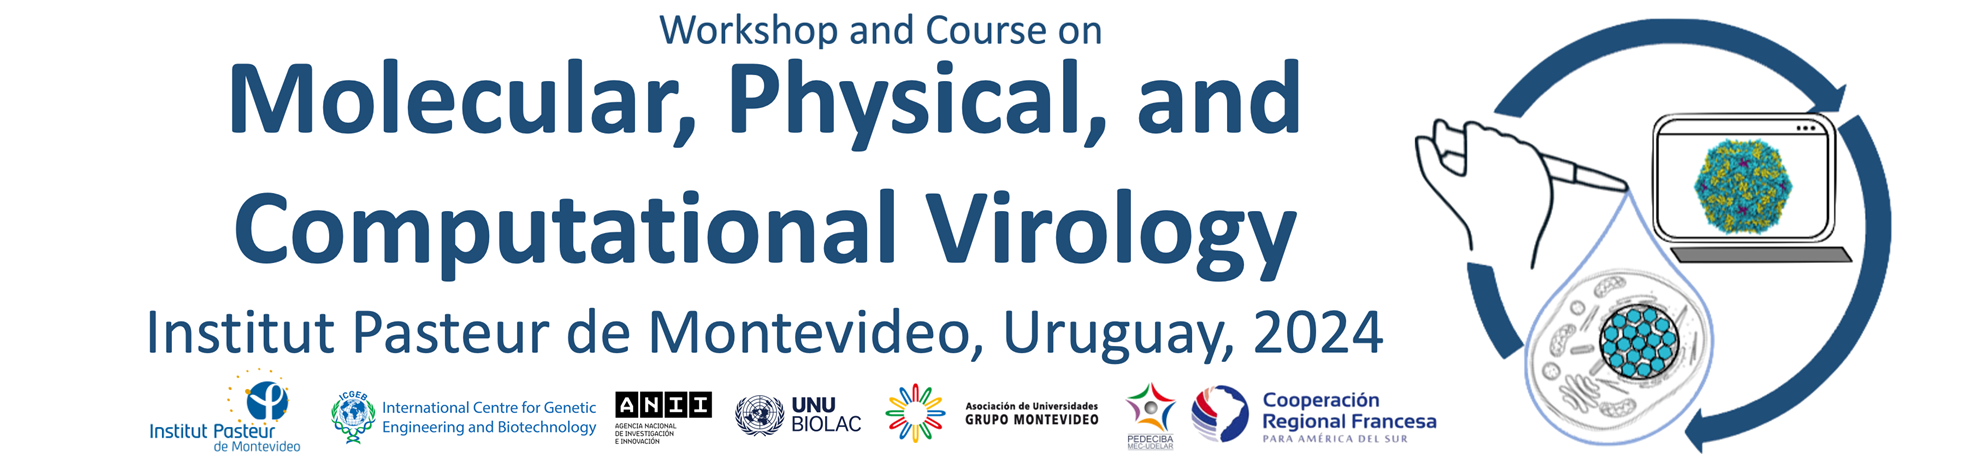 Workshop and Course on
Molecular, Physical, and
Computational Virology
Institut Pasteur de Montevideo, Uruguay, 2024
Institut Pasteur
de Montevideo
ICGEB
International Centre for Genetic
Engineering and Biotechnology
ANII
AGENCIA NACIONAL
DE INVESTIGACIÓN
E INNOVACIÓN
UNU
BIOLAC
Asociación de Universidades
GRUPO MONTEVIDEO
PEDECIBA
MEC-UDELAR
Cooperación
Regional Francesa
PARA AMÉRICA DEL SUR